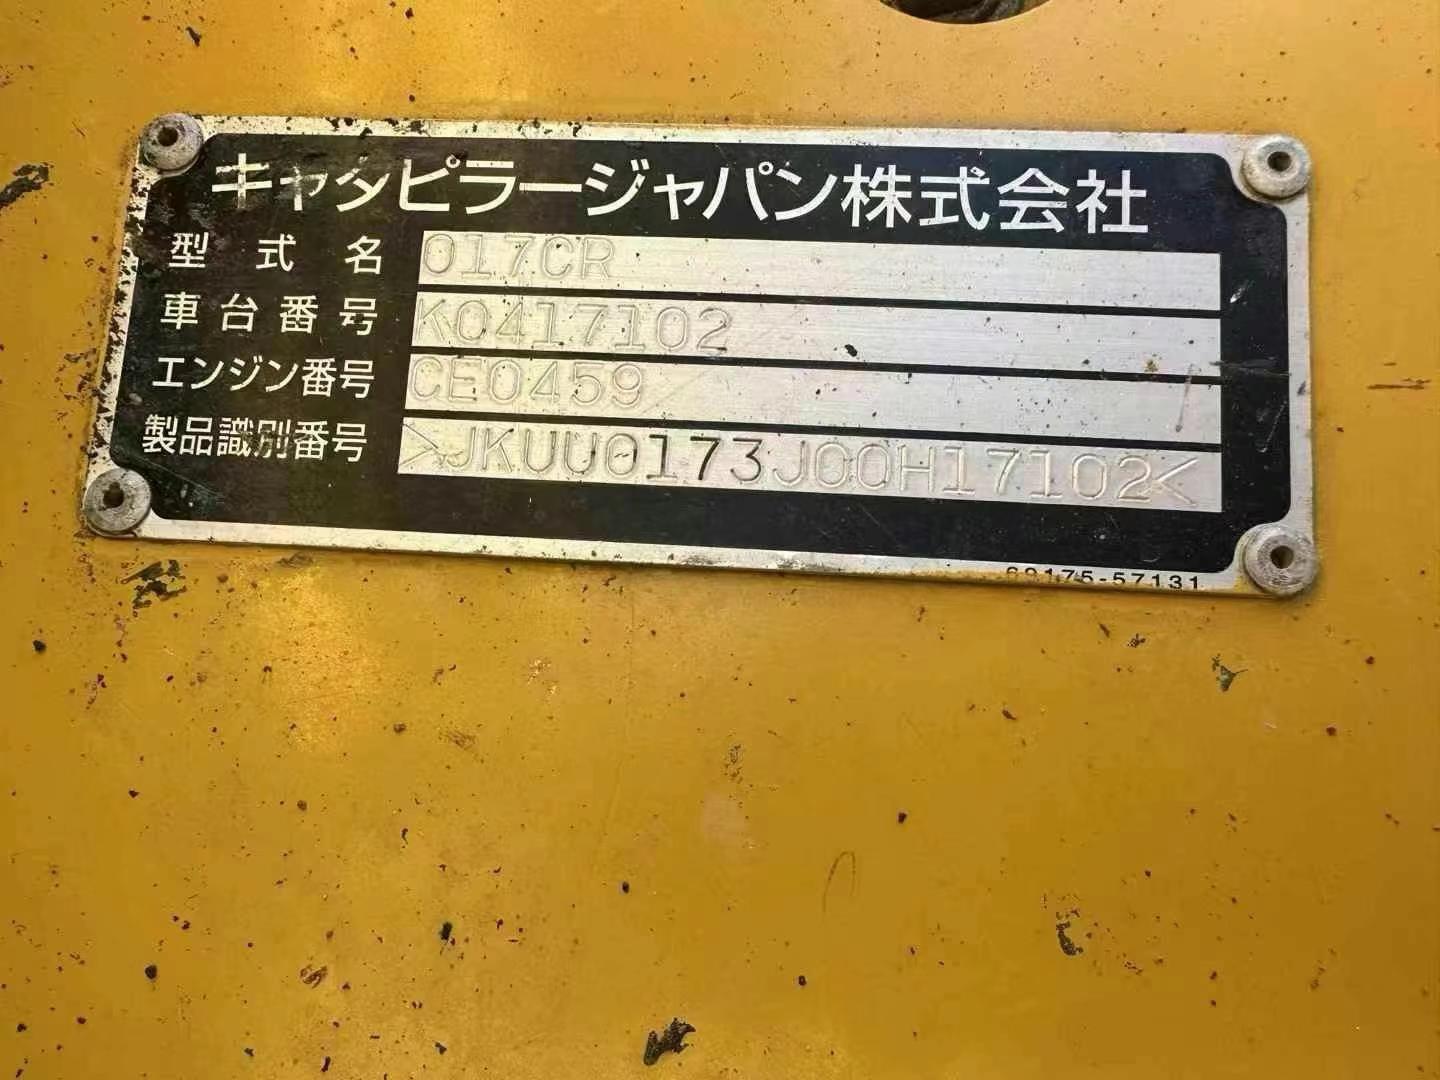 キャタピラージャパン株式会社
型式名 017CR
車台番号 K0417102
エンジン番号 CE0459
製品識別番号 >JKUU0173J00H17102<
69175-57131